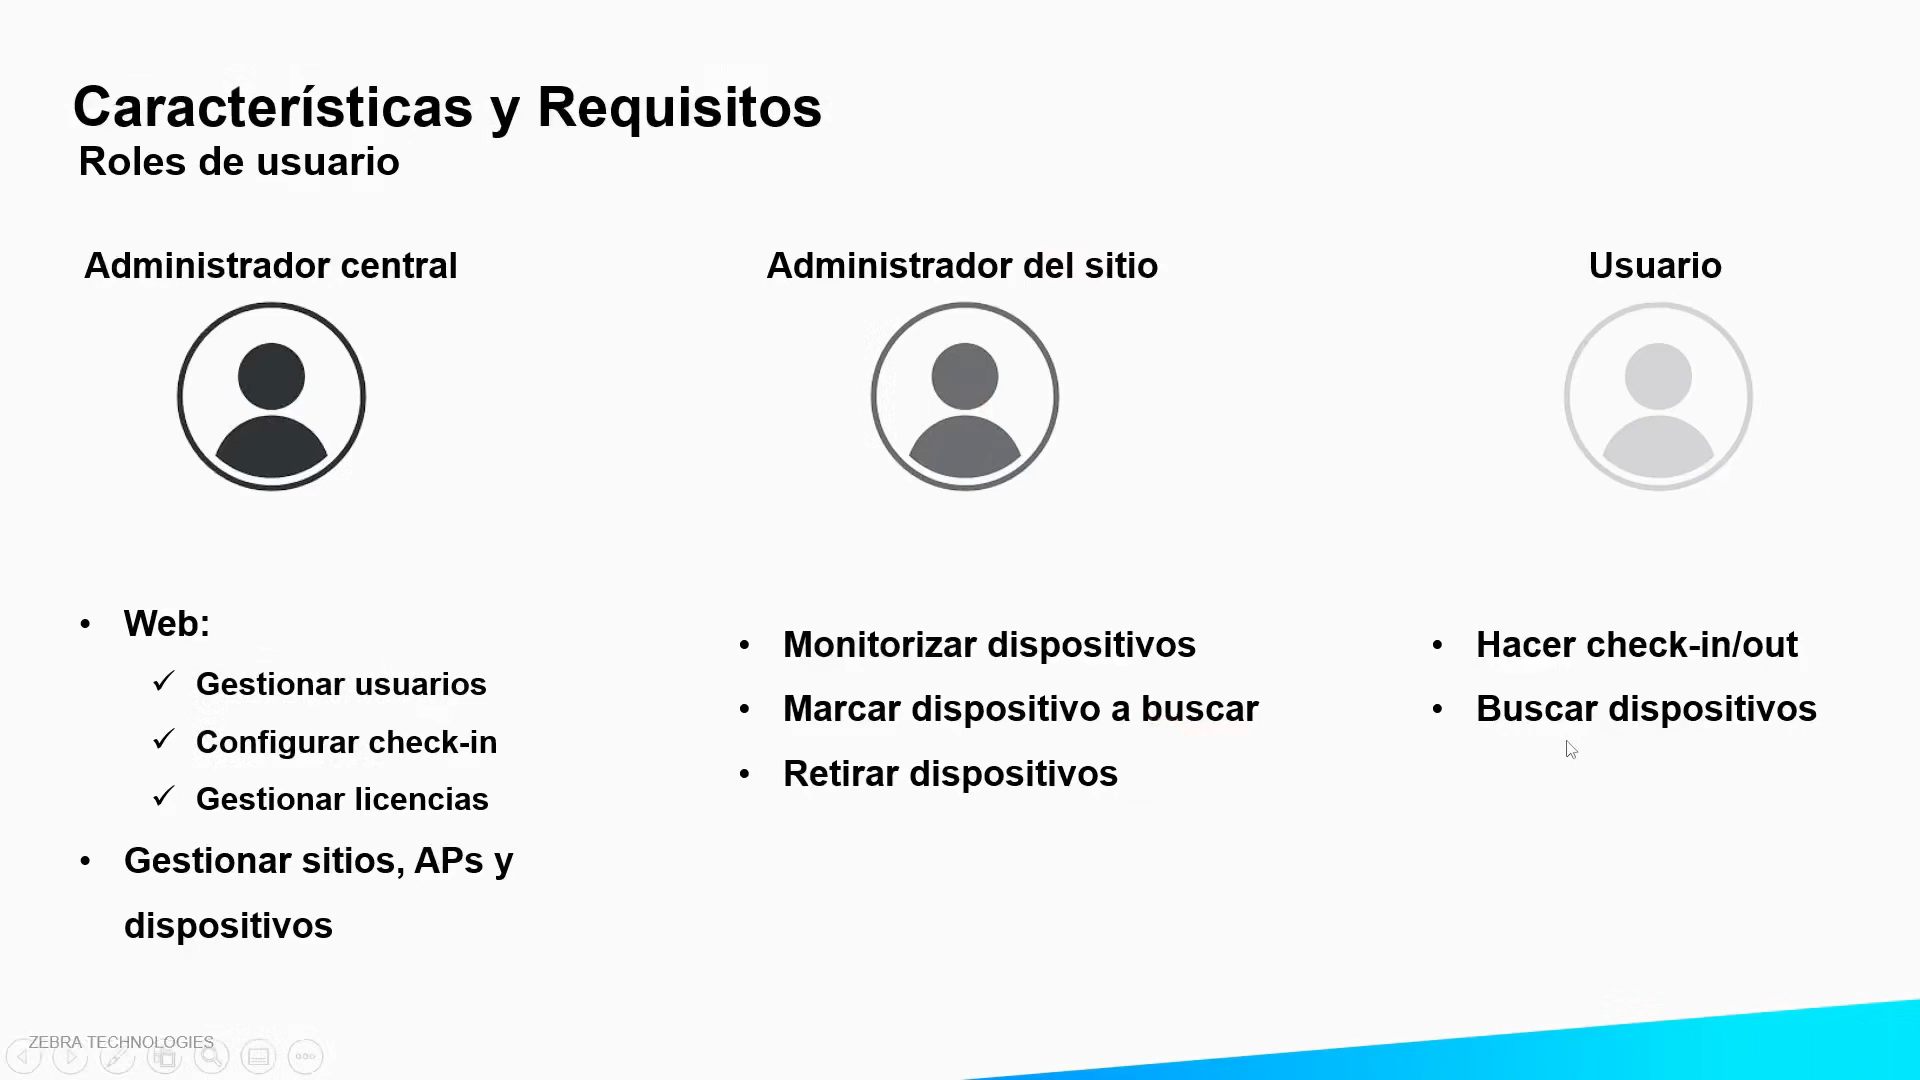 Características y Requisitos
Roles de usuario
Administrador central
Administrador del sitio
Usuario
• Web:
✓ Gestionar usuarios
✓ Configurar check-in
✓ Gestionar licencias
• Gestionar sitios, APs y
dispositivos
• Monitorizar dispositivos
• Marcar dispositivo a buscar
• Retirar dispositivos
• Hacer check-in/out
• Buscar dispositivos
ZEBRA TECHNOLOGIES